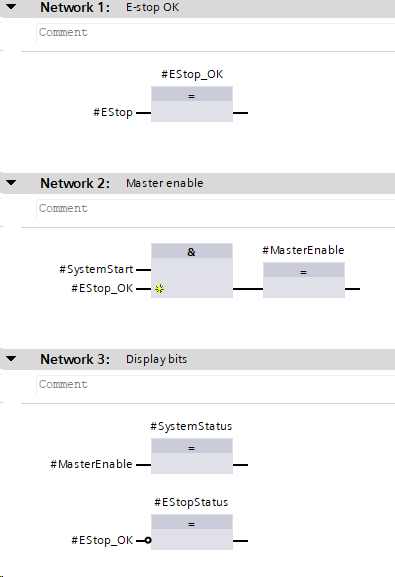 Network 1: E-stop OK
Comment
#EStop_OK
=
#EStop
Network 2: Master enable
Comment
& #MasterEnable
#SystemStart =
#EStop_OK
Network 3: Display bits
Comment
#SystemStatus
=
#MasterEnable
#EStopStatus
=
#EStop_OK